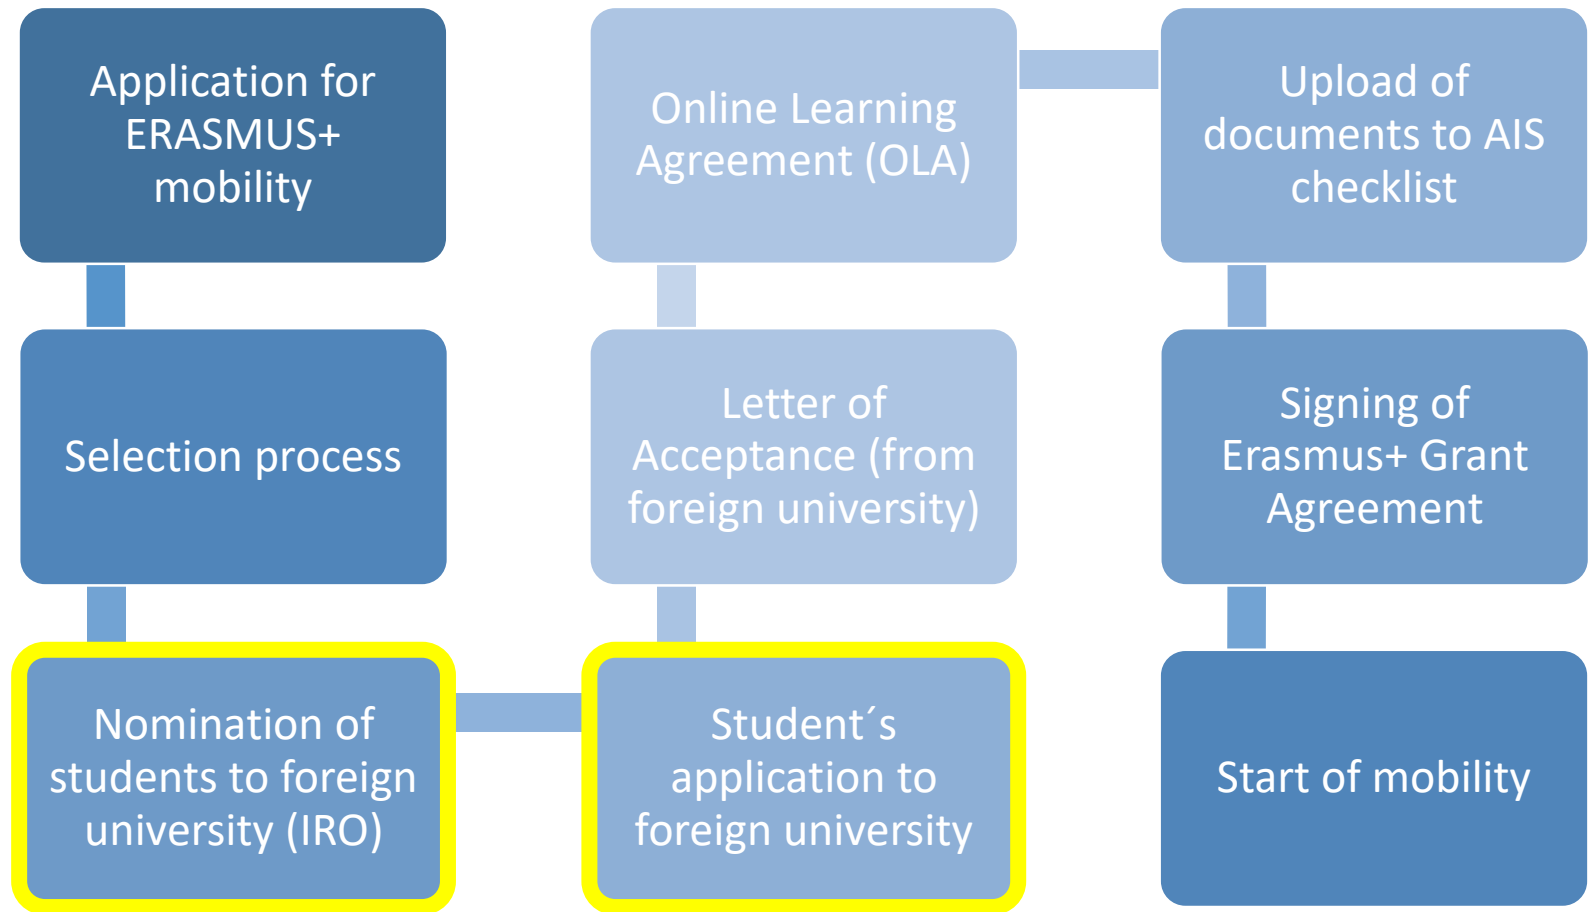 Application for
ERASMUS+
mobility
Selection process
Nomination of
students to foreign
university (IRO)
Student´s
application to
foreign university
Letter of
Acceptance (from
foreign university)
Online Learning
Agreement (OLA)
Upload of
documents to AIS
checklist
Signing of
Erasmus+ Grant
Agreement
Start of mobility